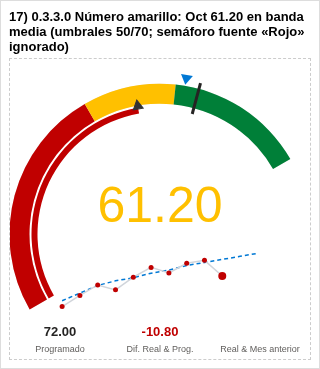 17) 0.3.3.0 Número amarillo: Oct 61.20 en banda
media (umbrales 50/70; semáforo fuente «Rojo»
ignorado)
61.20
72.00
-10.80
Programado
Dif. Real & Prog.
Real & Mes anterior